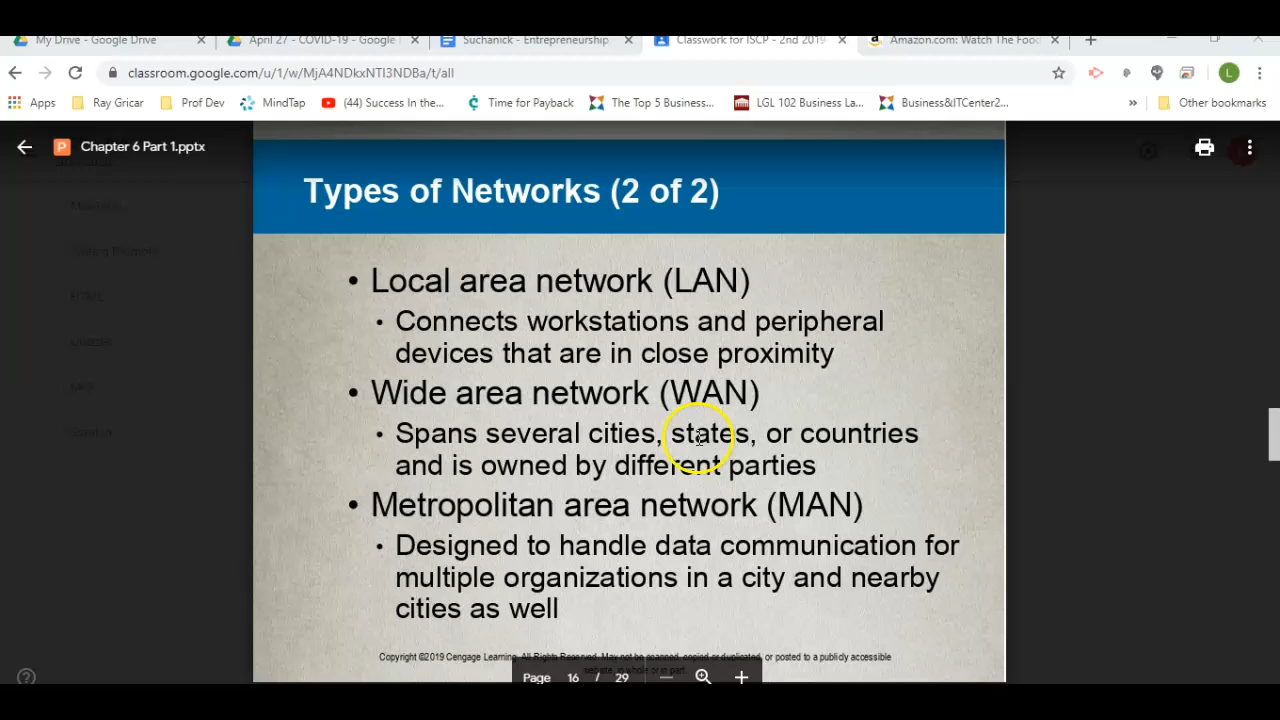 My Drive - Google Drive
April 27 - COVID-19 - Google
Suchanick - Entrepreneurship
Classwork for ISCP - 2nd 2019
Amazon.com: Watch The Food
classroom.google.com/u/1/w/MjA4NDkxNTI3NDBa/t/all
L
Apps Ray Gricar Prof Dev MindTap (44) Success In the... Time for Payback The Top 5 Business... LGL 102 Business La... Business&ITCenter2... » Other bookmarks
P Chapter 6 Part 1.pptx
Types of Networks (2 of 2)
• Local area network (LAN)
• Connects workstations and peripheral
devices that are in close proximity
• Wide area network (WAN)
• Spans several cities, states, or countries
and is owned by different parties
• Metropolitan area network (MAN)
• Designed to handle data communication for
multiple organizations in a city and nearby
cities as well
Copyright ©2019 Cengage Learning. All Rights Reserved. May not be scanned, copied or duplicated, or posted to a publicly accessible
website, in whole or in part.
Page 16 / 29